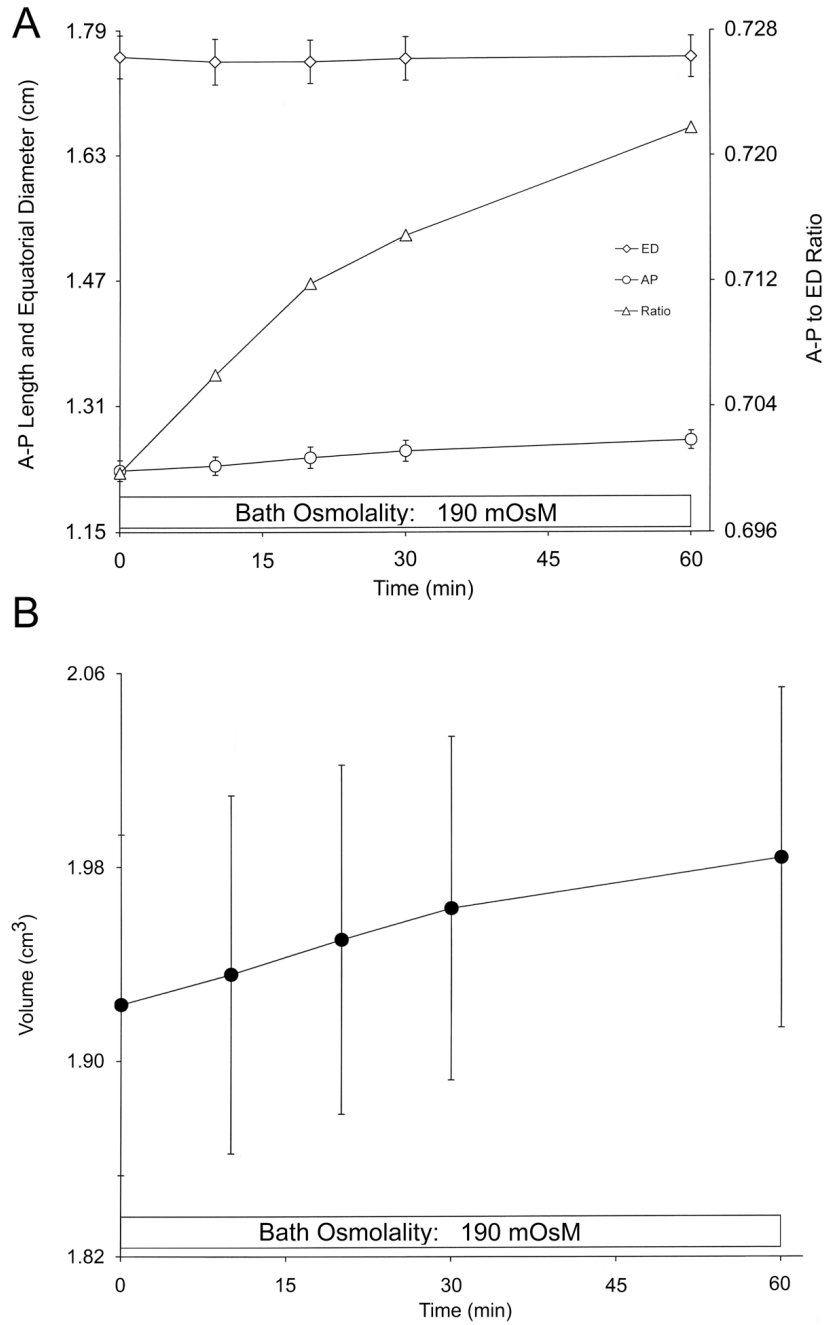 A
A-P Length and Equatorial Diameter (cm)
1.79
1.63
1.47
1.31
1.15
0.728
0.720
0.712
0.704
0.696
A-P to ED Ratio
ED
AP
Ratio
Bath Osmolality: 190 mOsM
0 15 30 45 60
Time (min)
B
Volume (cm³)
2.06
1.98
1.90
1.82
Bath Osmolality: 190 mOsM
0 15 30 45 60
Time (min)